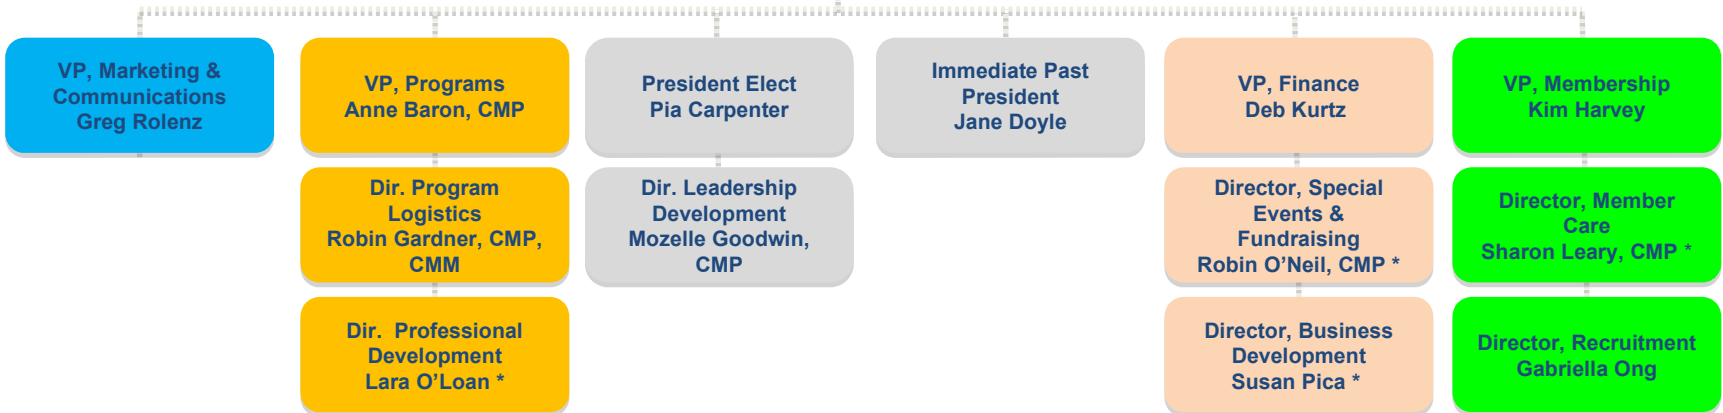 VP, Marketing &
Communications
Greg Rolenz
VP, Programs
Anne Baron, CMP
President Elect
Pia Carpenter
Immediate Past
President
Jane Doyle
VP, Finance
Deb Kurtz
VP, Membership
Kim Harvey
Dir. Program
Logistics
Robin Gardner, CMP,
CMM
Dir. Leadership
Development
Mozelle Goodwin,
CMP
Director, Special
Events &
Fundraising
Robin O’Neil, CMP *
Director, Member
Care
Sharon Leary, CMP *
Dir. Professional
Development
Lara O’Loan *
Director, Business
Development
Susan Pica *
Director, Recruitment
Gabriella Ong